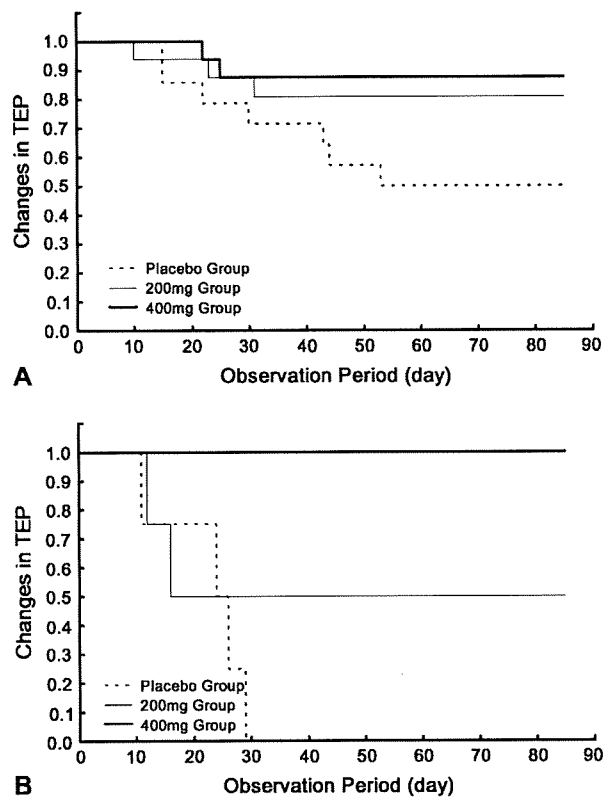 Changes in TEP
1.0
0.9
0.8
0.7
0.6
0.5
0.4
0.3
0.2
0.1
0.0
Placebo Group
200mg Group
400mg Group
0 10 20 30 40 50 60 70 80 90
A
Observation Period (day)
Changes in TEP
1.0
0.9
0.8
0.7
0.6
0.5
0.4
0.3
0.2
0.1
0.0
Placebo Group
200mg Group
400mg Group
0 10 20 30 40 50 60 70 80 90
B
Observation Period (day)